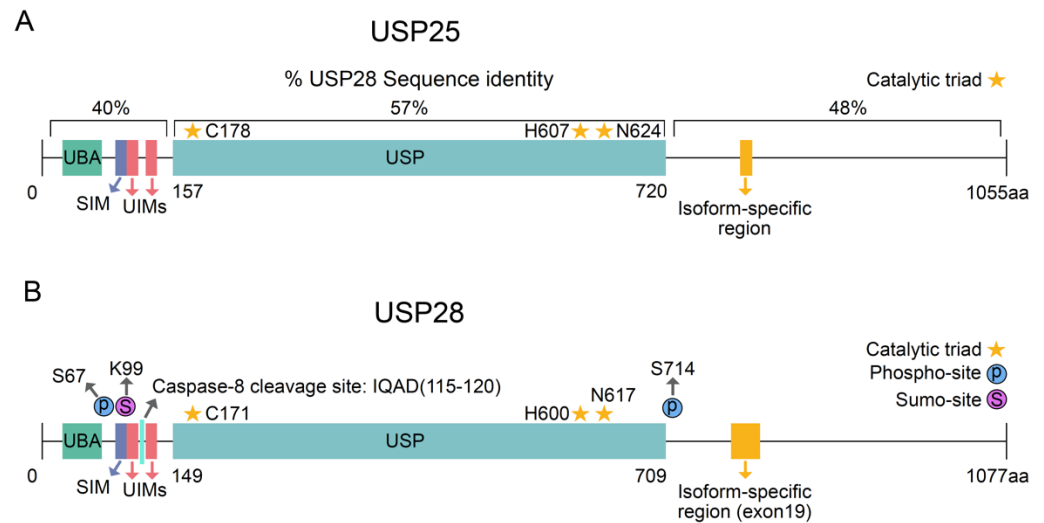 A
USP25
% USP28 Sequence identity
Catalytic triad
40%
57%
48%
C178
H607
N624
UBA
USP
0
157
720
1055aa
SIM
UIMs
Isoform-specific
region
B
USP28
Catalytic triad
Phospho-site p
Sumo-site S
S67
K99
Caspase-8 cleavage site: IQAD(115-120)
S714
p
S
C171
H600
N617
p
UBA
USP
0
149
709
1077aa
SIM
UIMs
Isoform-specific
region (exon19)